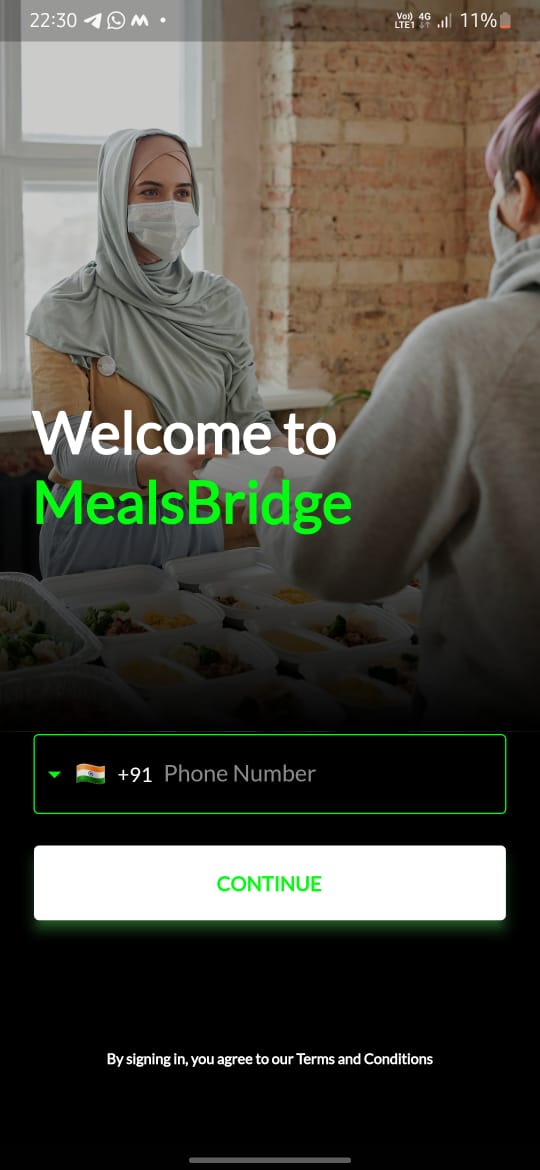 22:30
Vo)) 4G
LTE1
11%
Welcome to
MealsBridge
+91 Phone Number
CONTINUE
By signing in, you agree to our Terms and Conditions